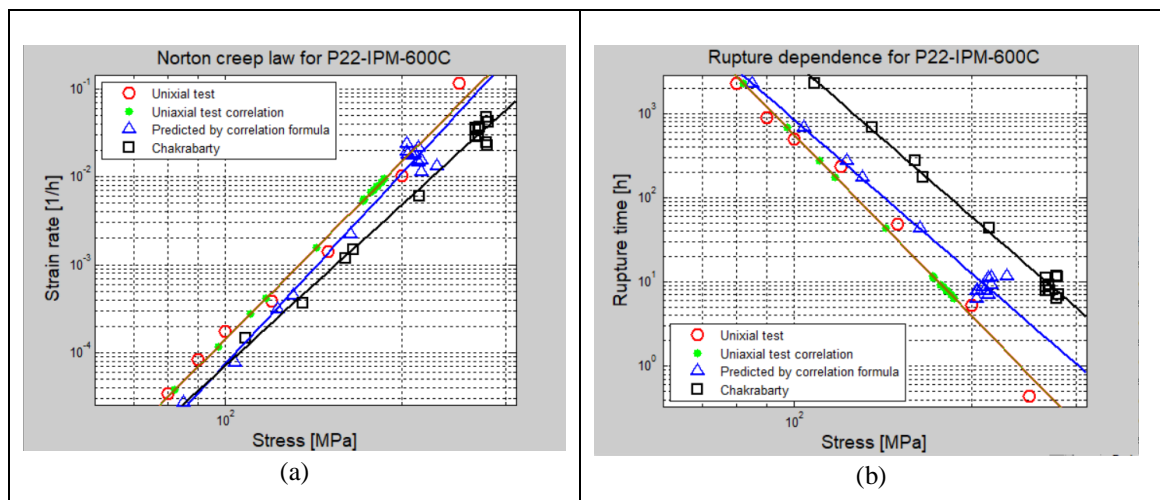 Norton creep law for P22-IPM-600C
10⁻¹
Unixial test
Uniaxial test correlation
Predicted by correlation formula
Chakrabarty
10⁻²
Strain rate [1/h]
10⁻³
10⁻⁴
10²
Stress [MPa]
(a)
Rupture dependence for P22-IPM-600C
10³
10²
Rupture time [h]
10¹
Unixial test
Uniaxial test correlation
Predicted by correlation formula
Chakrabarty
10⁰
10²
Stress [MPa]
(b)